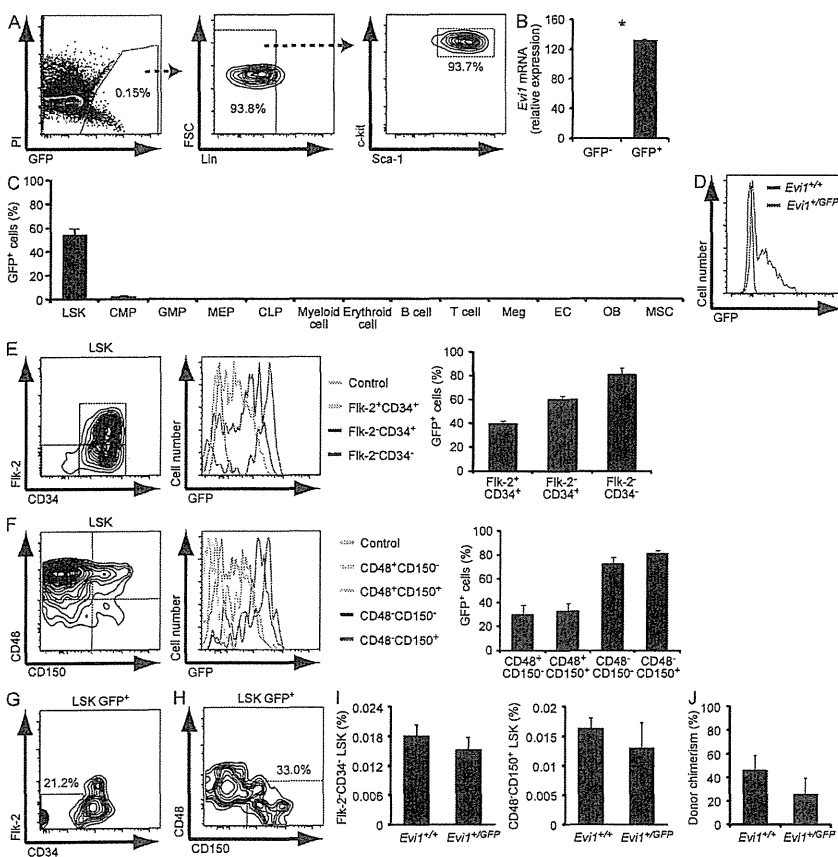 A
PI
GFP
0.15%
FSC
Lin
93.8%
c-kit
Sca-1
93.7%
B
Evi1 mRNA
(relative expression)
160
120
80
40
0
*
GFP-
GFP+
C
GFP+ cells (%)
100
80
60
40
20
0
LSK
CMP
GMP
MEP
CLP
Myeloid
cell
Erythroid
cell
B cell
T cell
Meg
EC
OB
MSC
D
Cell number
GFP
Evi1+/+
Evi1+/GFP
E
LSK
Flk-2
CD34
Cell number
GFP
Control
Flk-2+CD34+
Flk-2-CD34+
Flk-2-CD34-
GFP+ cells (%)
100
80
60
40
20
0
Flk-2+
CD34+
Flk-2-
CD34+
Flk-2-
CD34-
F
LSK
CD48
CD150
Cell number
GFP
Control
CD48+CD150-
CD48+CD150+
CD48-CD150-
CD48-CD150+
GFP+ cells (%)
100
80
60
40
20
0
CD48+
CD150-
CD48+
CD150+
CD48-
CD150-
CD48-
CD150+
G
LSK GFP+
21.2%
Flk-2
CD34
H
LSK GFP+
33.0%
CD48
CD150
I
Flk-2-CD34- LSK (%)
0.024
0.018
0.012
0.006
0
Evi1+/+
Evi1+/GFP
CD48-CD150+ LSK (%)
0.02
0.015
0.01
0.005
0
Evi1+/+
Evi1+/GFP
J
Donor chimerism (%)
100
80
60
40
20
0
Evi1+/+
Evi1+/GFP